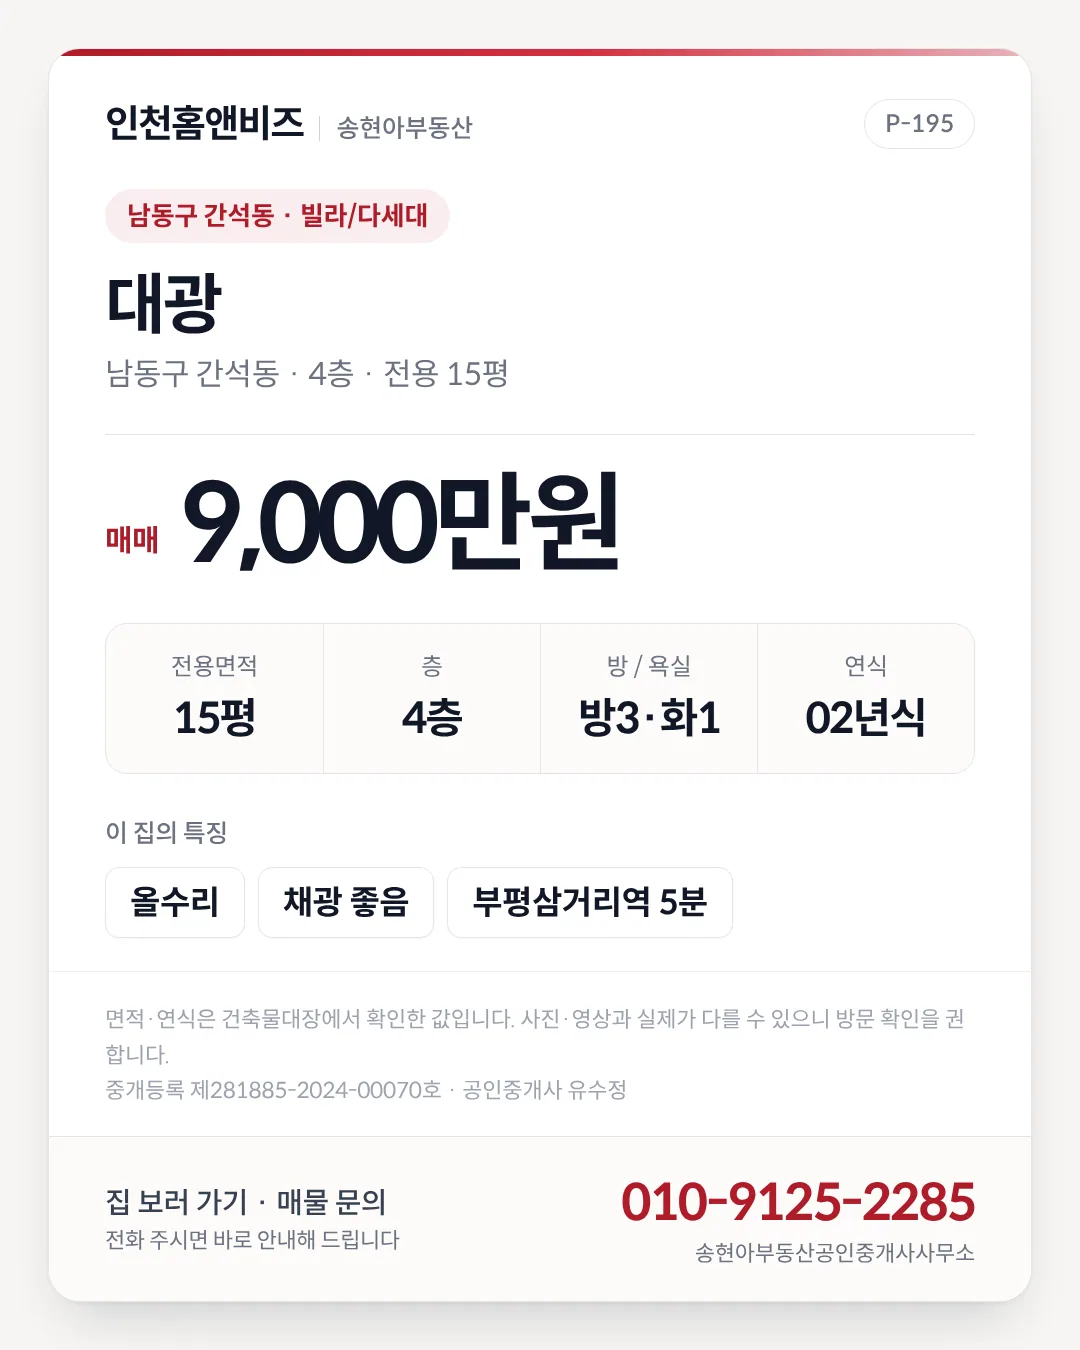 인천홈앤비즈 | 송현아부동산
P-195
남동구 간석동 · 빌라/다세대
대광
남동구 간석동 · 4층 · 전용 15평
매매 9,000만원
전용면적 층 방 / 욕실 연식
15평 4층 방3·화1 02년식
이 집의 특징
올수리 채광 좋음 부평삼거리역 5분
면적·연식은 건축물대장에서 확인한 값입니다. 사진·영상과 실제가 다를 수 있으니 방문 확인을 권
합니다.
중개등록 제281885-2024-00070호 · 공인중개사 유수정
집 보러 가기 · 매물 문의
전화 주시면 바로 안내해 드립니다
010-9125-2285
송현아부동산공인중개사사무소